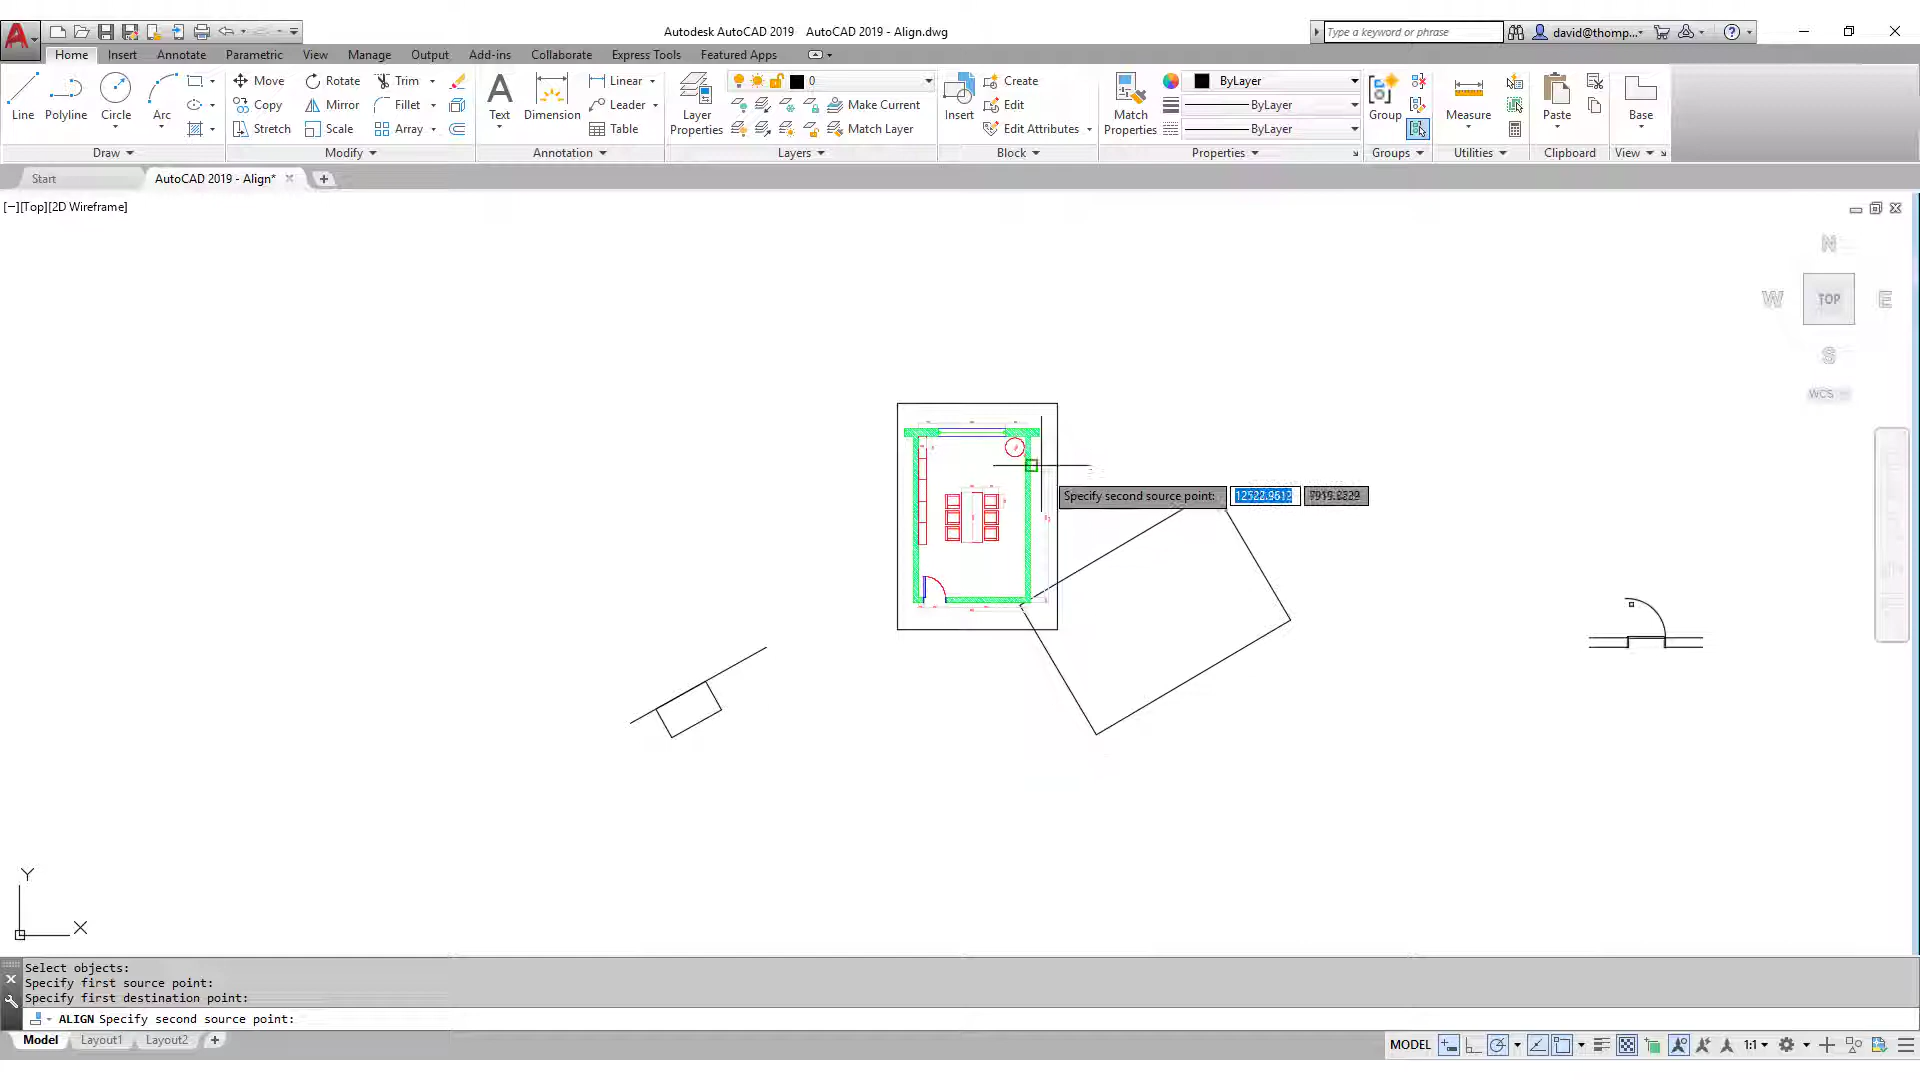 Autodesk AutoCAD 2019 AutoCAD 2019 - Align.dwg
Type a keyword or phrase
david@thomp...
Home Insert Annotate Parametric View Manage Output Add-ins Collaborate Express Tools Featured Apps
Line Polyline Circle Arc
Draw
Move Rotate Trim
Copy Mirror Fillet
Stretch Scale Array
Modify
Text Dimension
Linear
Leader
Table
Annotation
Layer Properties
0
Make Current
Match Layer
Layers
Insert
Create
Edit
Edit Attributes
Block
Match Properties
ByLayer
ByLayer
ByLayer
Properties
Group
Groups
Measure
Utilities
Paste
Clipboard
Base
View
Start AutoCAD 2019 - Align*
[−][Top][2D Wireframe]
N
W TOP E
S
WCS
Specify second source point:
Y
X
Select objects:
Specify first source point:
Specify first destination point:
ALIGN Specify second source point:
Model Layout1 Layout2
MODEL 1:1